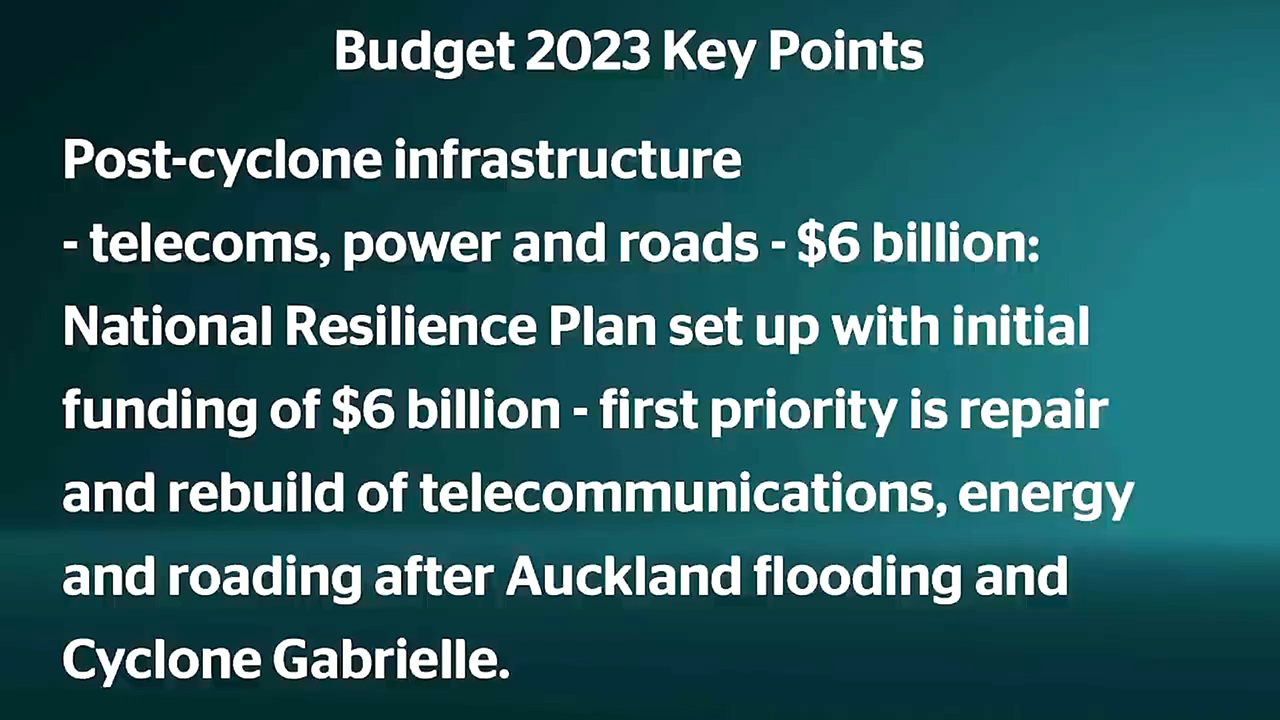 Budget 2023 Key Points
Post-cyclone infrastructure
- telecoms, power and roads - $6 billion:
National Resilience Plan set up with initial
funding of $6 billion - first priority is repair
and rebuild of telecommunications, energy
and roading after Auckland flooding and
Cyclone Gabrielle.